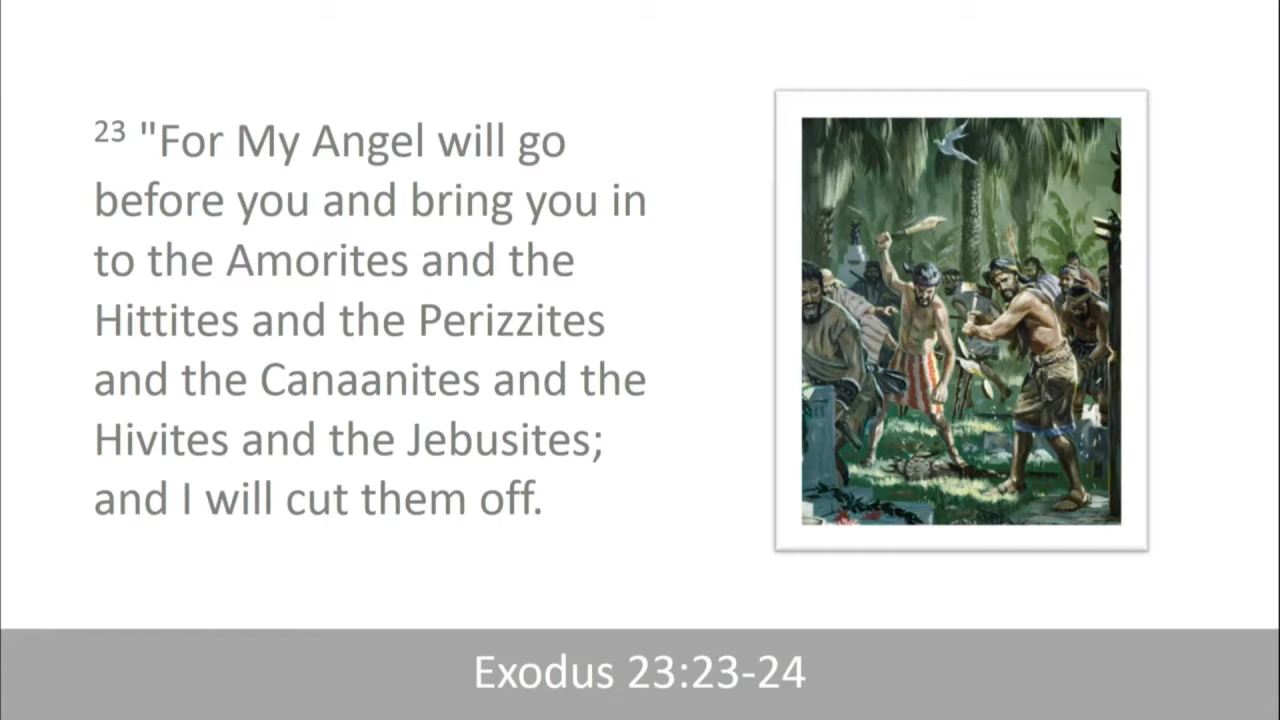 23 "For My Angel will go
before you and bring you in
to the Amorites and the
Hittites and the Perizzites
and the Canaanites and the
Hivites and the Jebusites;
and I will cut them off.
Exodus 23:23-24